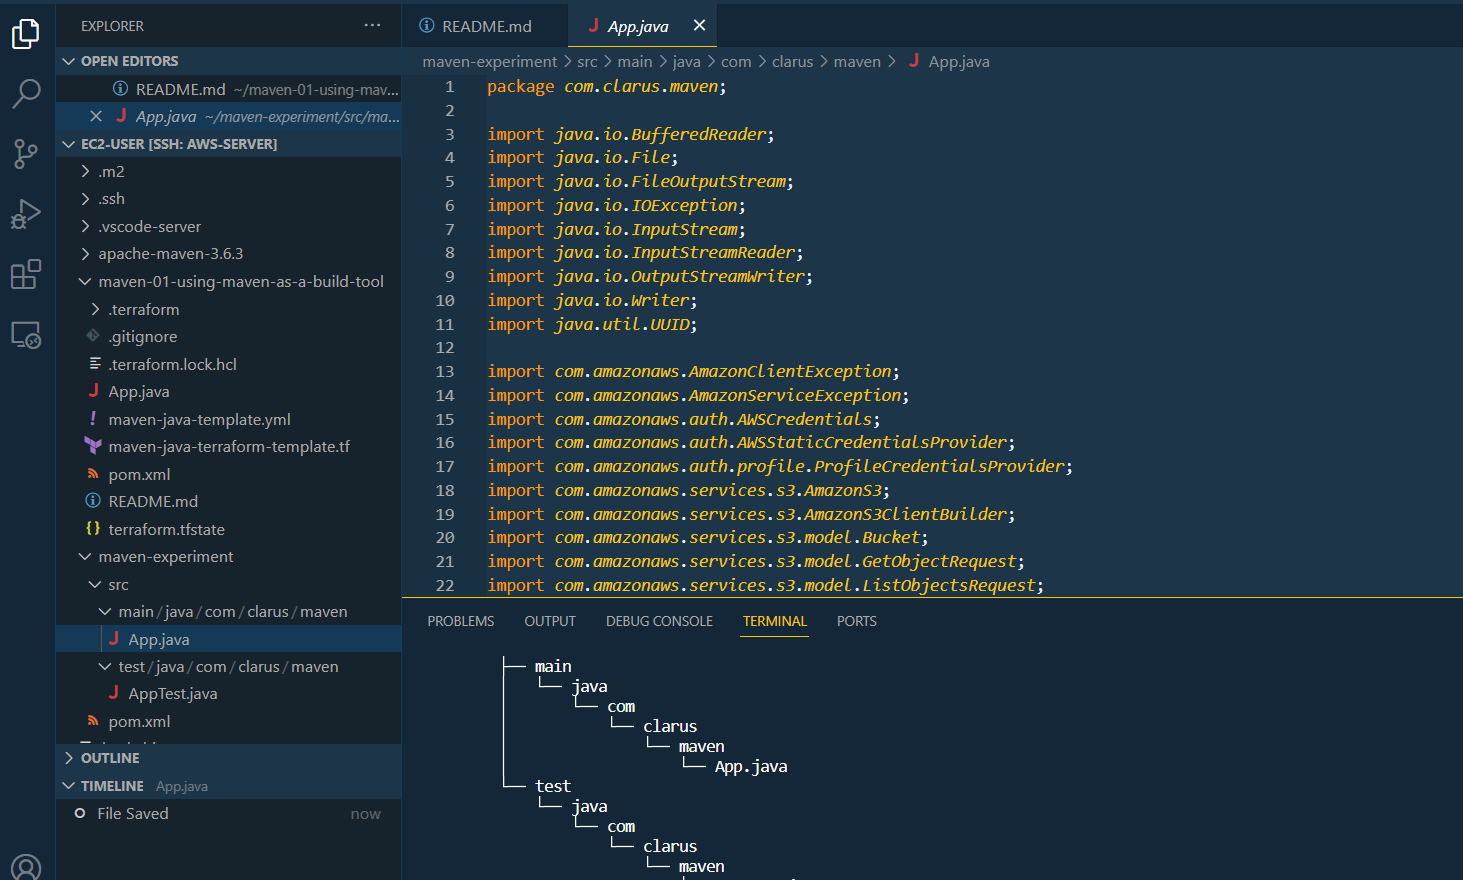 EXPLORER
OPEN EDITORS
README.md ~/maven-01-using-mav...
App.java ~/maven-experiment/src/ma...
EC2-USER [SSH: AWS-SERVER]
.m2
.ssh
.vscode-server
apache-maven-3.6.3
maven-01-using-maven-as-a-build-tool
.terraform
.gitignore
.terraform.lock.hcl
App.java
maven-java-template.yml
maven-java-terraform-template.tf
pom.xml
README.md
terraform.tfstate
maven-experiment
src
main/java/com/clarus/maven
App.java
test/java/com/clarus/maven
AppTest.java
pom.xml
OUTLINE
TIMELINE App.java
File Saved now
README.md App.java
maven-experiment > src > main > java > com > clarus > maven > App.java
1 package com.clarus.maven;
2
3 import java.io.BufferedReader;
4 import java.io.File;
5 import java.io.FileOutputStream;
6 import java.io.IOException;
7 import java.io.InputStream;
8 import java.io.InputStreamReader;
9 import java.io.OutputStreamWriter;
10 import java.io.Writer;
11 import java.util.UUID;
12
13 import com.amazonaws.AmazonClientException;
14 import com.amazonaws.AmazonServiceException;
15 import com.amazonaws.auth.AWSCredentials;
16 import com.amazonaws.auth.AWSStaticCredentialsProvider;
17 import com.amazonaws.auth.profile.ProfileCredentialsProvider;
18 import com.amazonaws.services.s3.AmazonS3;
19 import com.amazonaws.services.s3.AmazonS3ClientBuilder;
20 import com.amazonaws.services.s3.model.Bucket;
21 import com.amazonaws.services.s3.model.GetObjectRequest;
22 import com.amazonaws.services.s3.model.ListObjectsRequest;
PROBLEMS OUTPUT DEBUG CONSOLE TERMINAL PORTS
├── main
│   └── java
│       └── com
│           └── clarus
│               └── maven
│                   └── App.java
└── test
    └── java
        └── com
            └── clarus
                └── maven